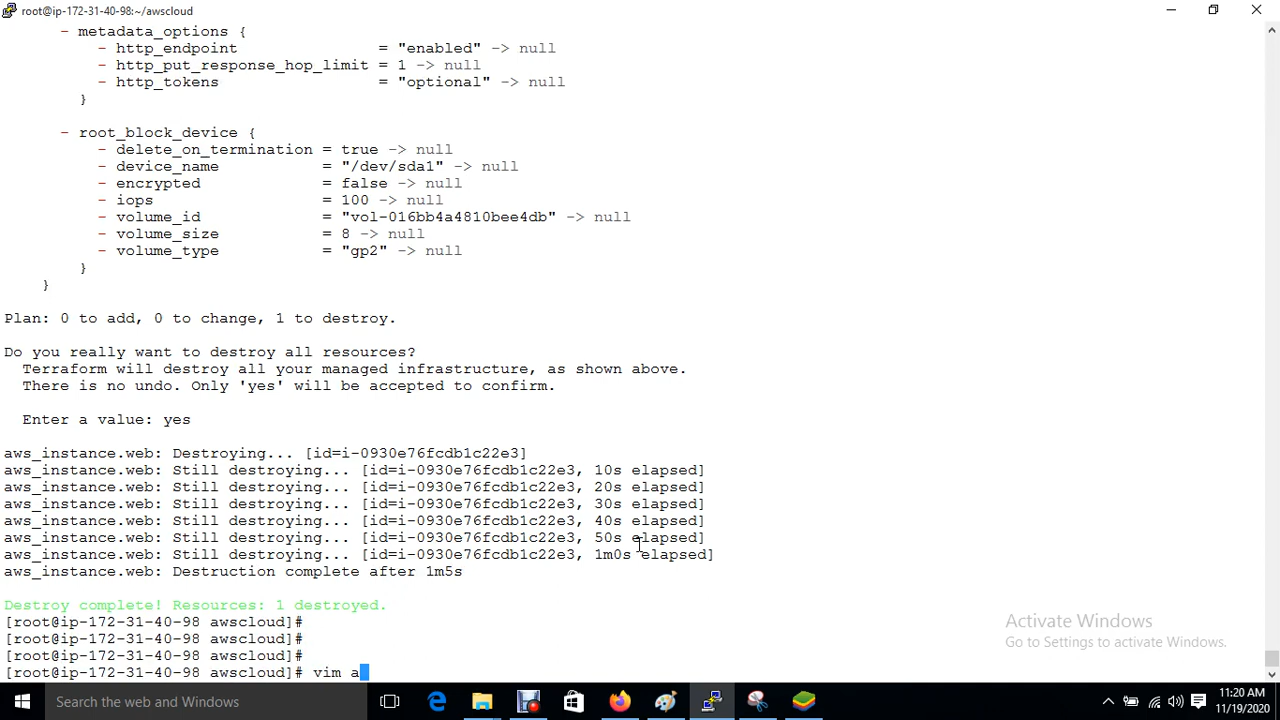 root@ip-172-31-40-98:~/awscloud
- metadata_options {
- http_endpoint = "enabled" -> null
- http_put_response_hop_limit = 1 -> null
- http_tokens = "optional" -> null
}
- root_block_device {
- delete_on_termination = true -> null
- device_name = "/dev/sda1" -> null
- encrypted = false -> null
- iops = 100 -> null
- volume_id = "vol-016bb4a4810bee4db" -> null
- volume_size = 8 -> null
- volume_type = "gp2" -> null
}
}
Plan: 0 to add, 0 to change, 1 to destroy.
Do you really want to destroy all resources?
Terraform will destroy all your managed infrastructure, as shown above.
There is no undo. Only 'yes' will be accepted to confirm.
Enter a value: yes
aws_instance.web: Destroying... [id=i-0930e76fcdb1c22e3]
aws_instance.web: Still destroying... [id=i-0930e76fcdb1c22e3, 10s elapsed]
aws_instance.web: Still destroying... [id=i-0930e76fcdb1c22e3, 20s elapsed]
aws_instance.web: Still destroying... [id=i-0930e76fcdb1c22e3, 30s elapsed]
aws_instance.web: Still destroying... [id=i-0930e76fcdb1c22e3, 40s elapsed]
aws_instance.web: Still destroying... [id=i-0930e76fcdb1c22e3, 50s elapsed]
aws_instance.web: Still destroying... [id=i-0930e76fcdb1c22e3, 1m0s elapsed]
aws_instance.web: Destruction complete after 1m5s
Destroy complete! Resources: 1 destroyed.
[root@ip-172-31-40-98 awscloud]#
[root@ip-172-31-40-98 awscloud]#
[root@ip-172-31-40-98 awscloud]#
[root@ip-172-31-40-98 awscloud]# vim a
Activate Windows
Go to Settings to activate Windows.
Search the web and Windows
11:20 AM
11/19/2020